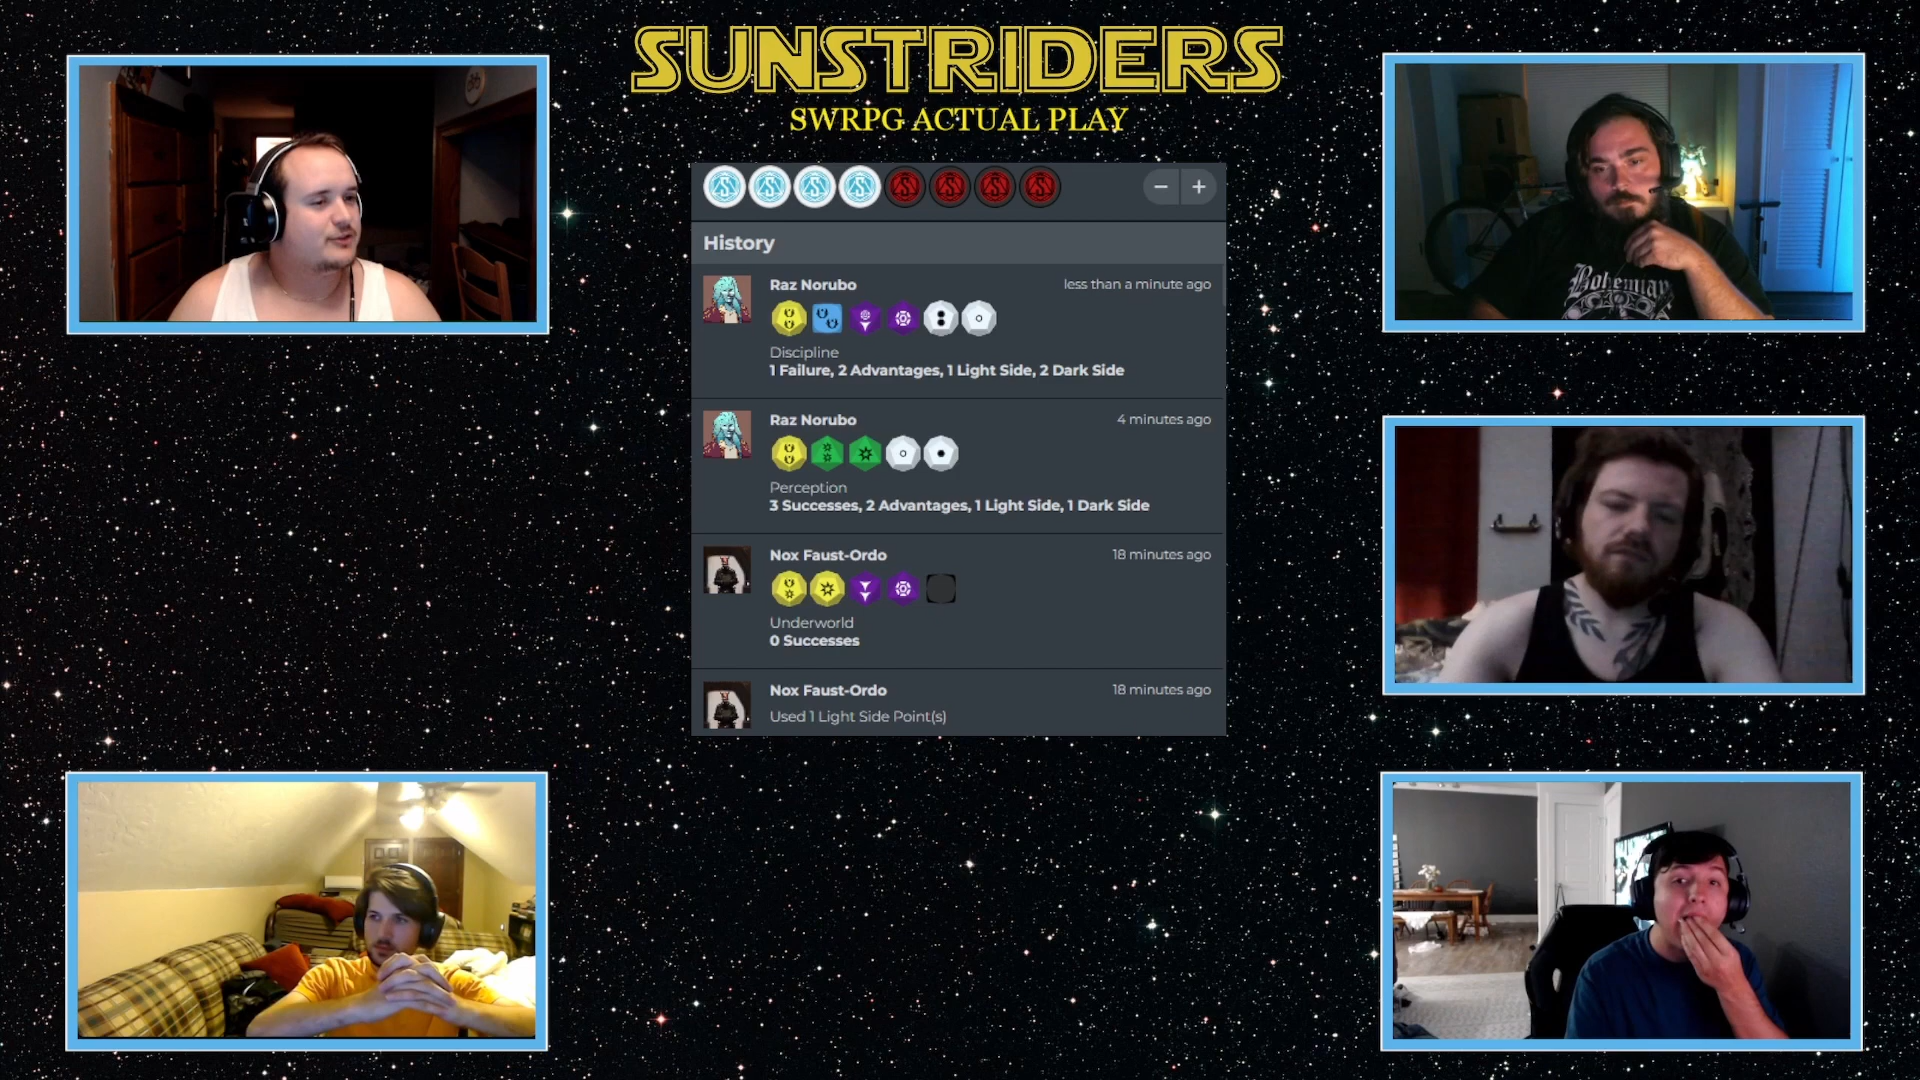 SUNSTRIDERS
SWRPG ACTUAL PLAY
History
Raz Norubo
less than a minute ago
Discipline
1 Failure, 2 Advantages, 1 Light Side, 2 Dark Side
Raz Norubo
4 minutes ago
Perception
3 Successes, 2 Advantages, 1 Light Side, 1 Dark Side
Nox Faust-Ordo
18 minutes ago
Underworld
0 Successes
Nox Faust-Ordo
18 minutes ago
Used 1 Light Side Point(s)
Bohemian